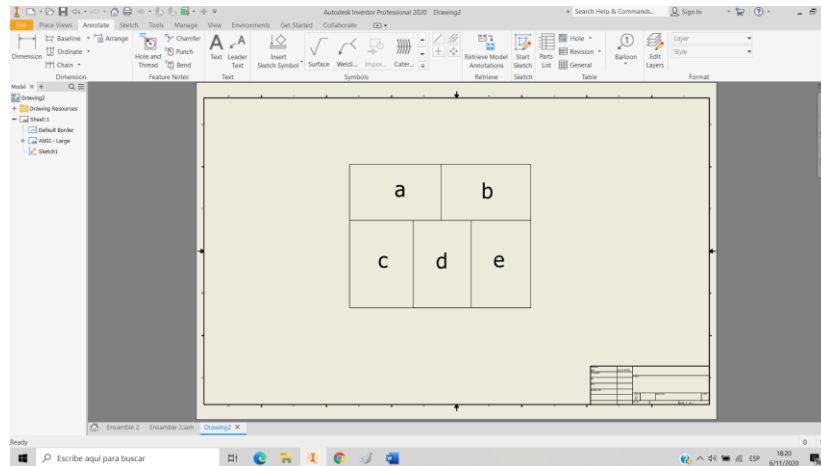 Autodesk Inventor Professional 2020 Drawing2
Search Help & Commands...
Sign In
File Place Views Annotate Sketch Tools Manage View Environments Get Started Collaborate
Dimension
Baseline
Ordinate
Chain
Arrange
Dimension
Hole and Thread
Chamfer
Punch
Bend
Feature Notes
Text
Leader Text
Text
Insert Sketch Symbol
Surface
Weldi...
Impor...
Cater...
Symbols
Retrieve Model Annotations
Retrieve
Start Sketch
Sketch
Parts List
Hole
Revision
General
Table
Balloon
Edit Layers
Layer
Style
Format
Model
Drawing2
Drawing Resources
Sheet:1
Default Border
ANSI - Large
Sketch1
a b
c d e
Ensamble 2 Ensamble 2.iam Drawing2
Ready
0
Escribe aquí para buscar
ESP
18:20
6/11/2020